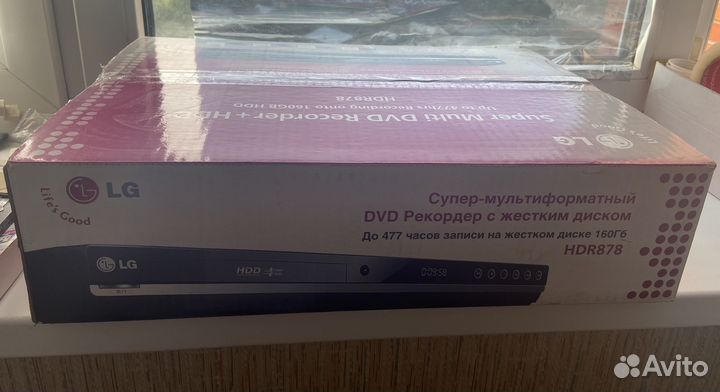 Up to 477hrs Recording onto 160GB HDD
HDR878
Super Multi DVD Recorder + HDD
LG
Life's Good
LG
Life's Good
Супер-мультиформатный
DVD Рекордер с жестким диском
До 477 часов записи на жестком диске 160Гб
HDR878
LG
HDD
Avito